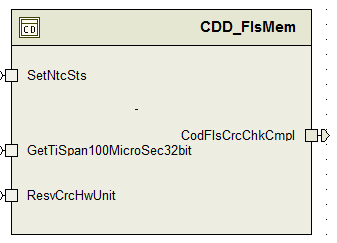 CD
CDD_FlsMem
SetNtcSts
-
CodFlsCrcChkCmpl
GetTiSpan100MicroSec32bit
ResvCrcHwUnit